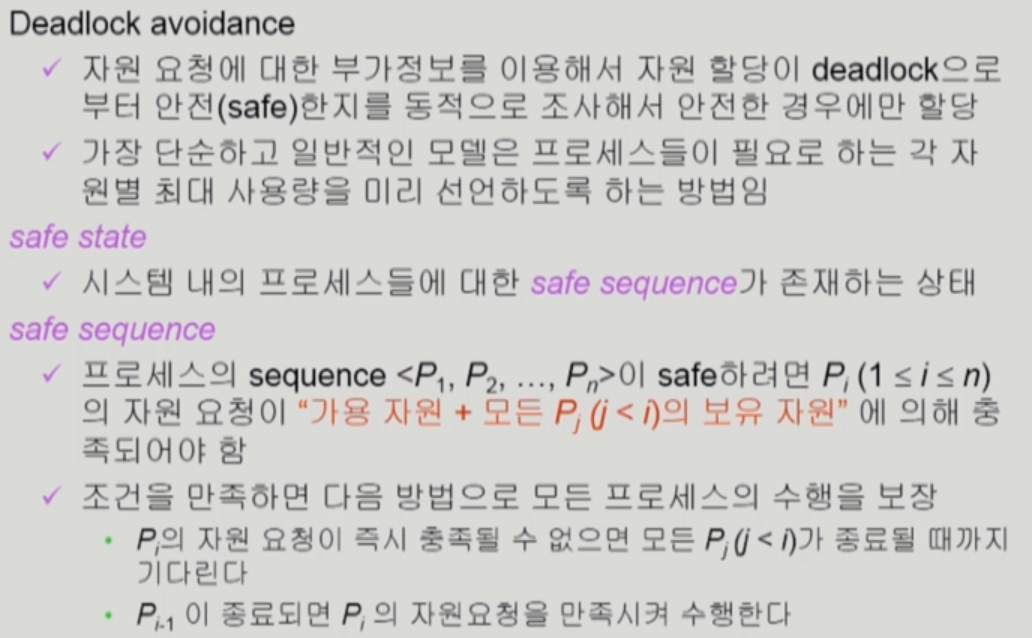 Deadlock avoidance
✓ 자원 요청에 대한 부가정보를 이용해서 자원 할당이 deadlock으로
부터 안전(safe)한지를 동적으로 조사해서 안전한 경우에만 할당
✓ 가장 단순하고 일반적인 모델은 프로세스들이 필요로 하는 각 자
원별 최대 사용량을 미리 선언하도록 하는 방법임
safe state
✓ 시스템 내의 프로세스들에 대한 safe sequence가 존재하는 상태
safe sequence
✓ 프로세스의 sequence <P1, P2, …, Pn>이 safe하려면 Pi (1 ≤ i ≤ n)
의 자원 요청이 “가용 자원 + 모든 Pj (j < i)의 보유 자원” 에 의해 충
족되어야 함
✓ 조건을 만족하면 다음 방법으로 모든 프로세스의 수행을 보장
• Pi의 자원 요청이 즉시 충족될 수 없으면 모든 Pj (j < i)가 종료될 때까지
기다린다
• Pi-1 이 종료되면 Pi 의 자원요청을 만족시켜 수행한다